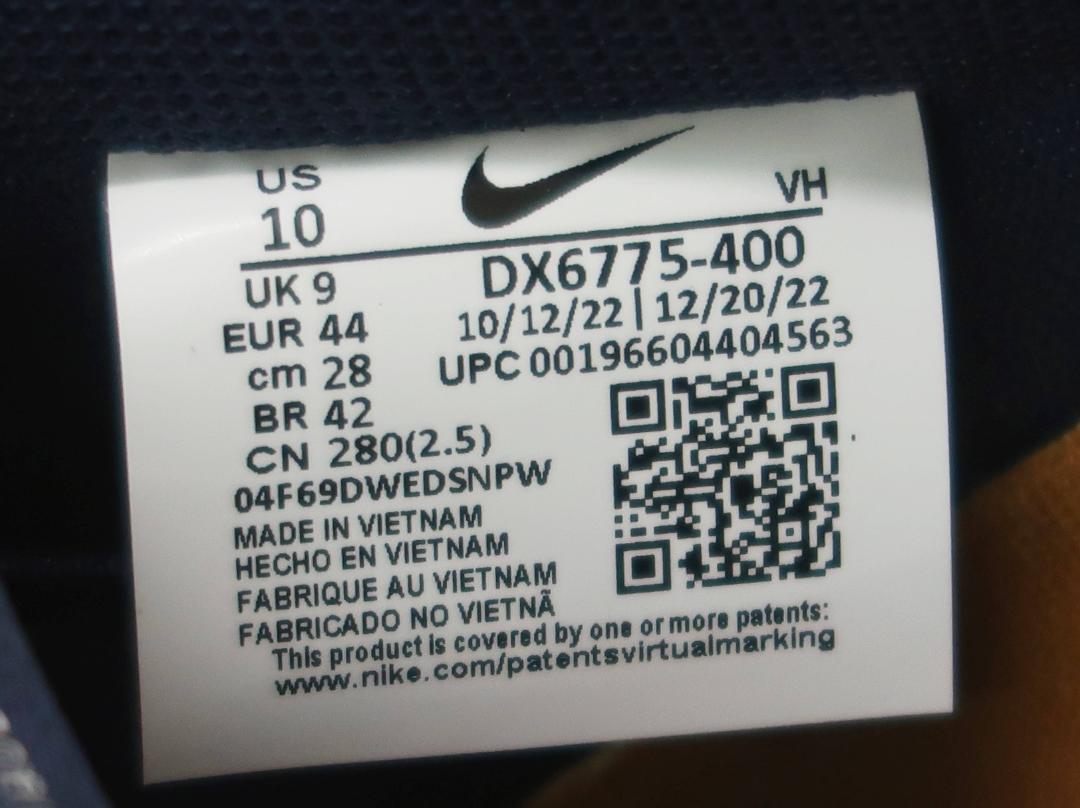 US
10
VH
UK 9
DX6775-400
EUR 44
10/12/22 | 12/20/22
cm 28
UPC 00196604404563
BR 42
CN 280(2.5)
04F69DWEDSNPW
MADE IN VIETNAM
HECHO EN VIETNAM
FABRIQUE AU VIETNAM
FABRICADO NO VIETNÃ
This product is covered by one or more patents:
www.nike.com/patentsvirtualmarking